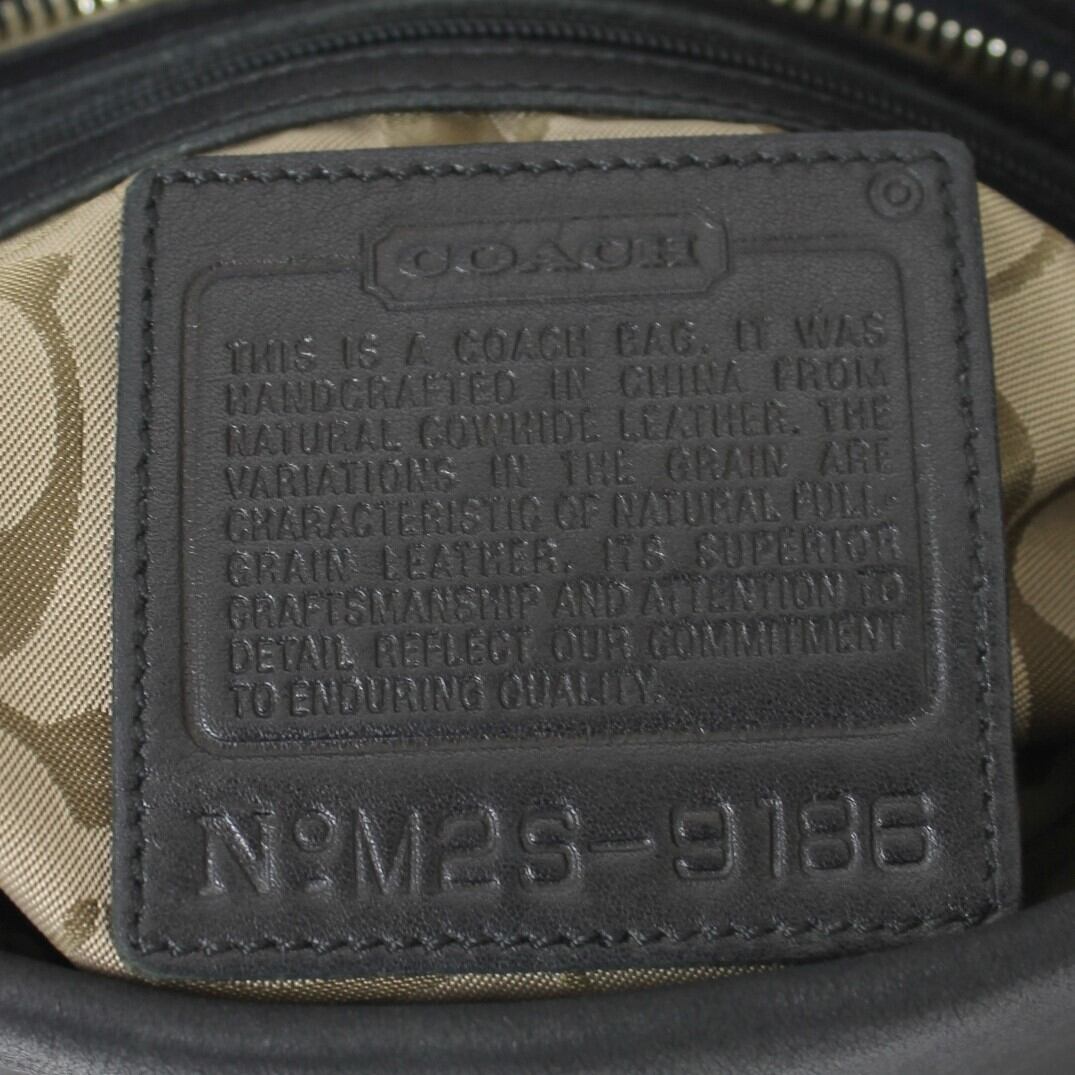 COACH
THIS IS A COACH BAG. IT WAS
HANDCRAFTED IN CHINA FROM
NATURAL COWHIDE LEATHER. THE
VARIATIONS IN THE GRAIN ARE
CHARACTERISTIC OF NATURAL FULL-
GRAIN LEATHER. ITS SUPERIOR
CRAFTSMANSHIP AND ATTENTION TO
DETAIL REFLECT OUR COMMITMENT
TO ENDURING QUALITY.
Nº M2S-9186